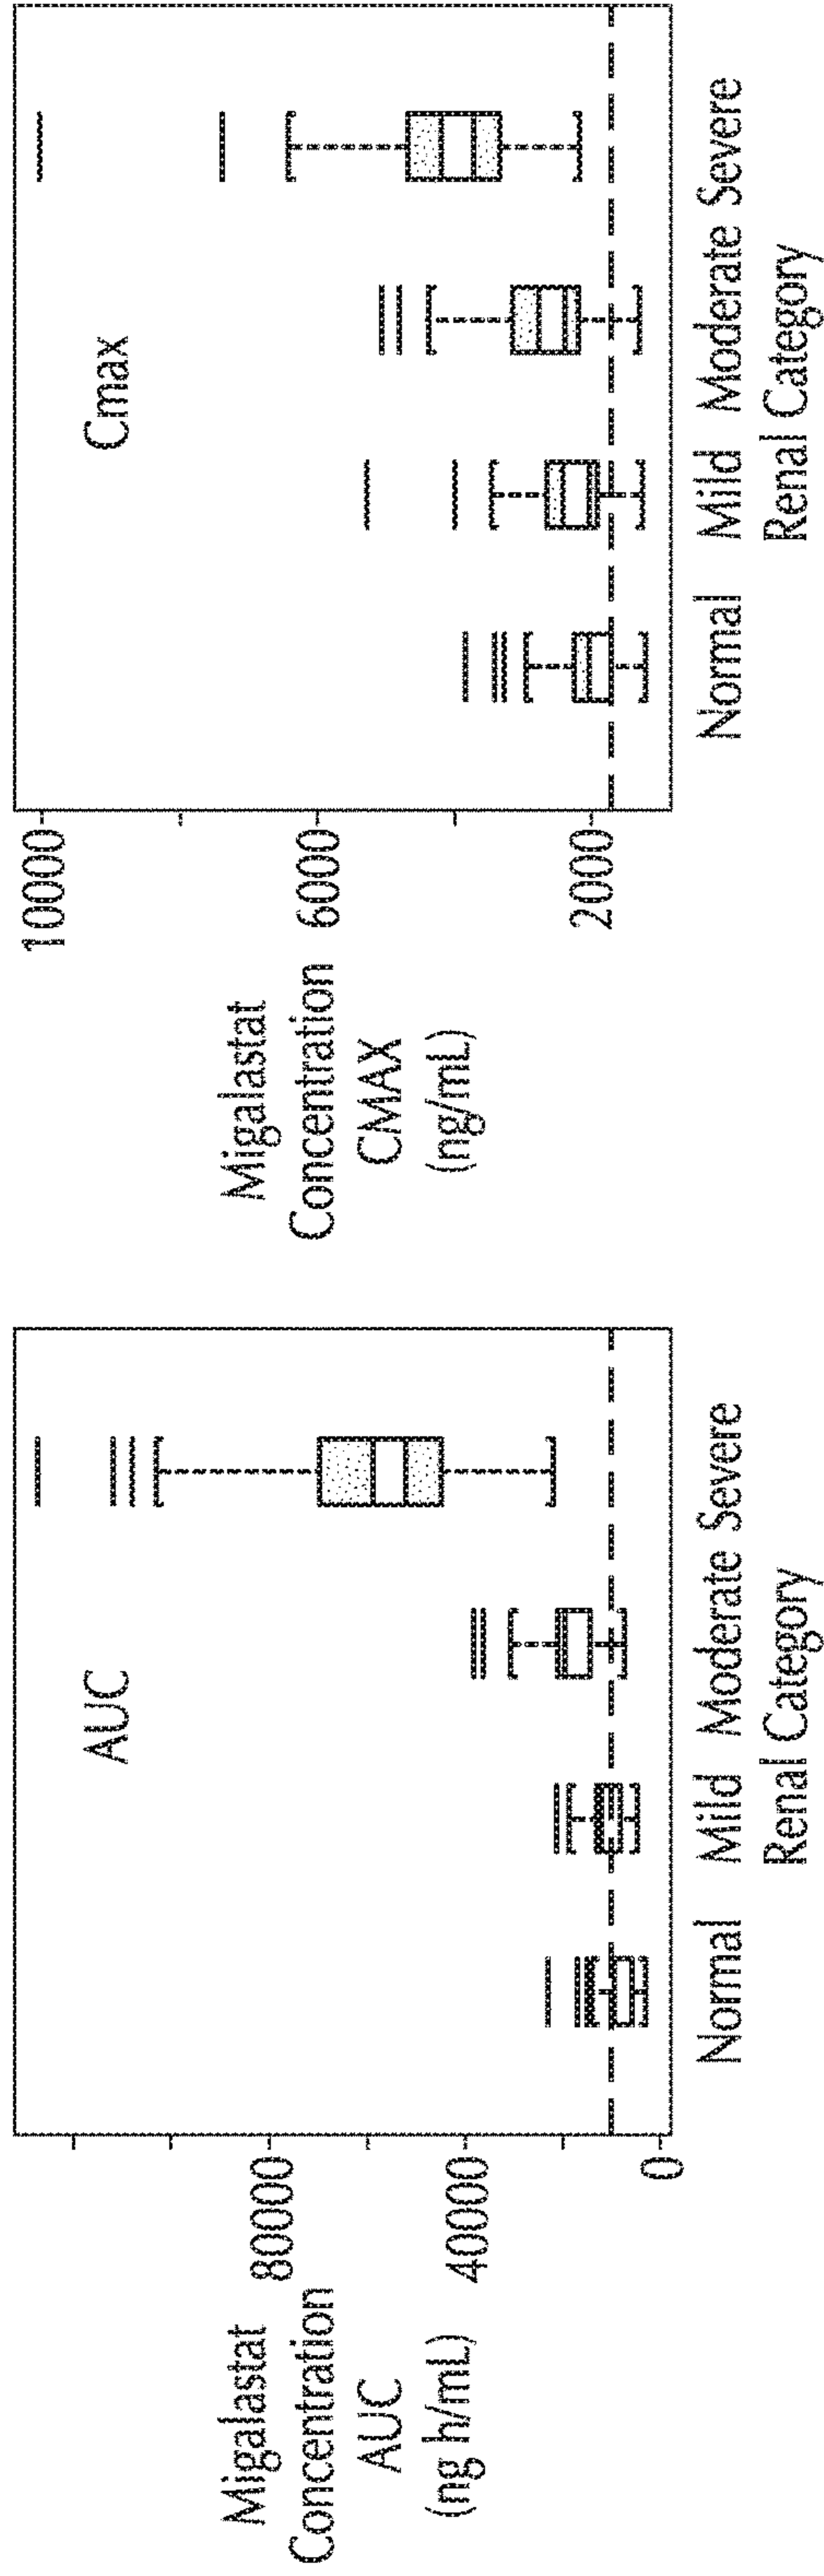 AUC
Migalastat
Concentration
AUC
(ng h/mL)
80000
40000
0
Normal Mild Moderate Severe
Renal Category
Cmax
Migalastat
Concentration
CMAX
(ng/mL)
10000
6000
2000
Normal Mild Moderate Severe
Renal Category